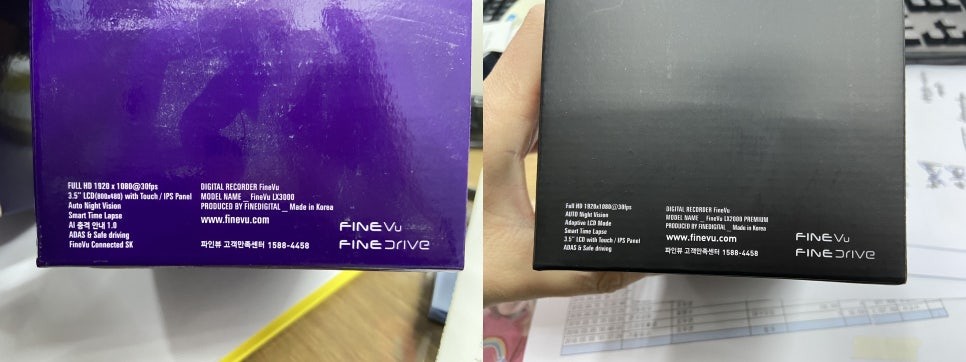 FULL HD 1920 x 1080@30fps
3.5" LCD(800x480) with Touch / IPS Panel
Auto Night Vision
Smart Time Lapse
AI 충격 안내 1.0
ADAS & Safe driving
FineVu Connected SK
DIGITAL RECORDER FineVu
MODEL NAME _ FineVu LX3000
PRODUCED BY FINEDIGITAL _ Made in Korea
www.finevu.com
파인뷰 고객만족센터 1588-4458
FINEVu
FINEDRIVE
Full HD 1920x1080@30fps
AUTO Night Vision
Adaptive LCD Mode
Smart Time Lapse
3.5" LCD with Touch / IPS Panel
ADAS & Safe driving
DIGITAL RECORDER FineVu
MODEL NAME _ FineVu LX2000 PREMIUM
PRODUCED BY FINEDIGITAL _ Made in Korea
www.finevu.com
파인뷰 고객만족센터 1588-4458
FINEVu
FINEDRIVE